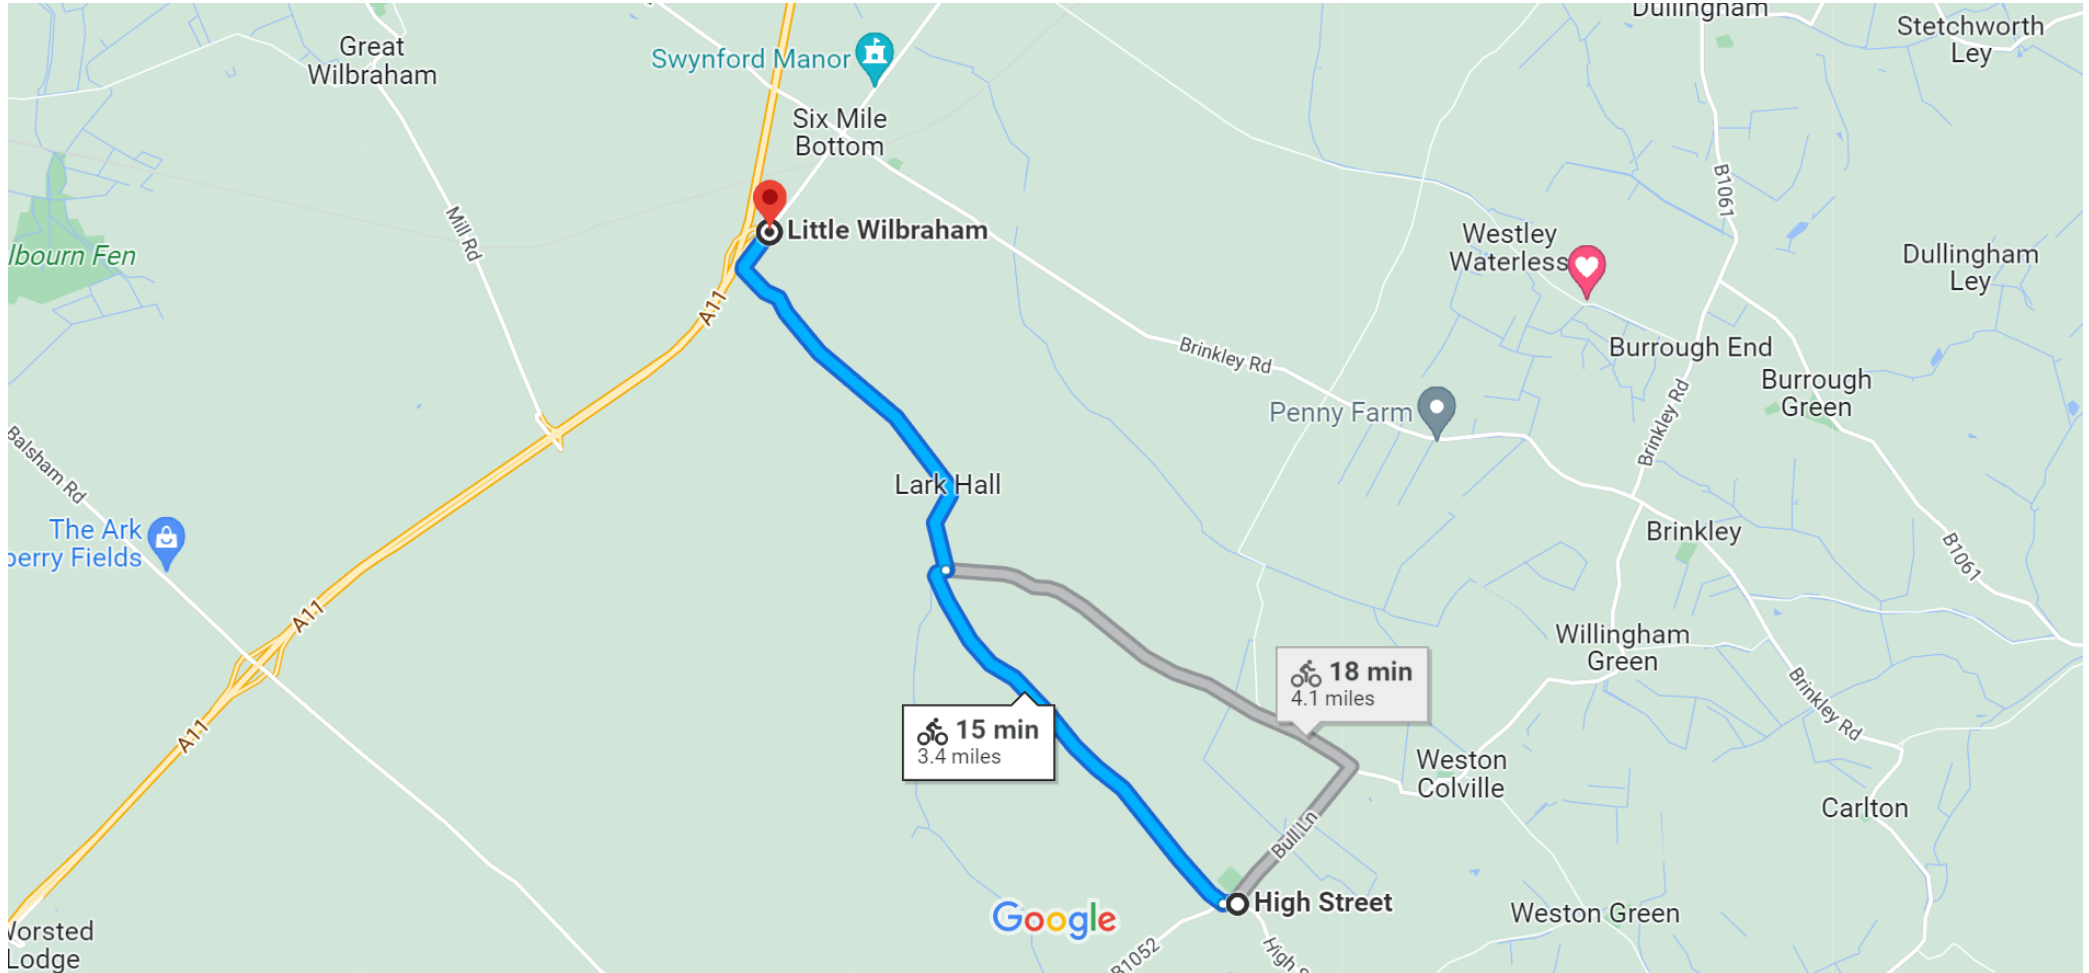 Dullingham
Stetchworth
Ley
Great
Wilbraham
Swynford Manor
Six Mile
Bottom
B1061
Mill Rd
Little Wilbraham
Westley
Waterless
lbourn Fen
Dullingham
Ley
A11
Brinkley Rd
Burrough End
Burrough
Green
Penny Farm
Brinkley Rd
Balsham Rd
Lark Hall
The Ark
berry Fields
Brinkley
B1061
A11
Willingham
Green
18 min
4.1 miles
Brinkley Rd
A11
15 min
3.4 miles
Weston
Colville
Carlton
Bull Ln
High Street
Google
Weston Green
Worsted
Lodge
B1052
High S